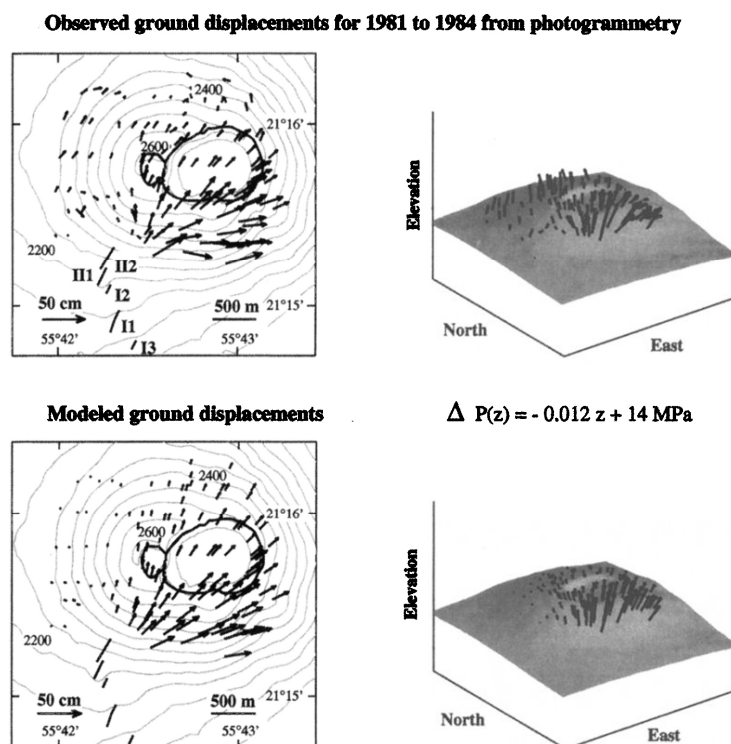 Observed ground displacements for 1981 to 1984 from photogrammetry
2400
21°16'
2600
2200
II1
II2
I2
50 cm
500 m
21°15'
I1
55°42'
55°43'
I3
Elevation
North
East
Modeled ground displacements
Δ P(z) = - 0.012 z + 14 MPa
2400
21°16'
2600
2200
21°15'
50 cm
500 m
55°42'
55°43'
Elevation
North
East